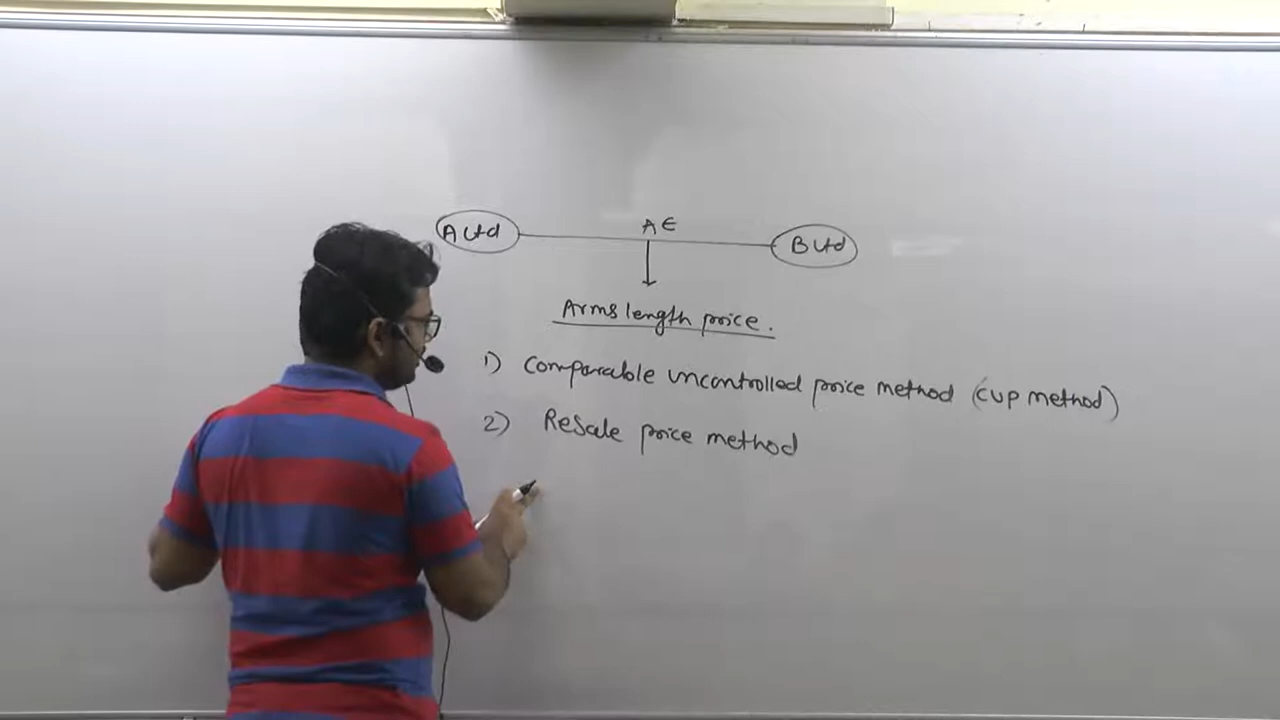 A Ltd AE B Ltd
Arms length price.
1) Comparable uncontrolled price method (CUP method)
2) Resale price method